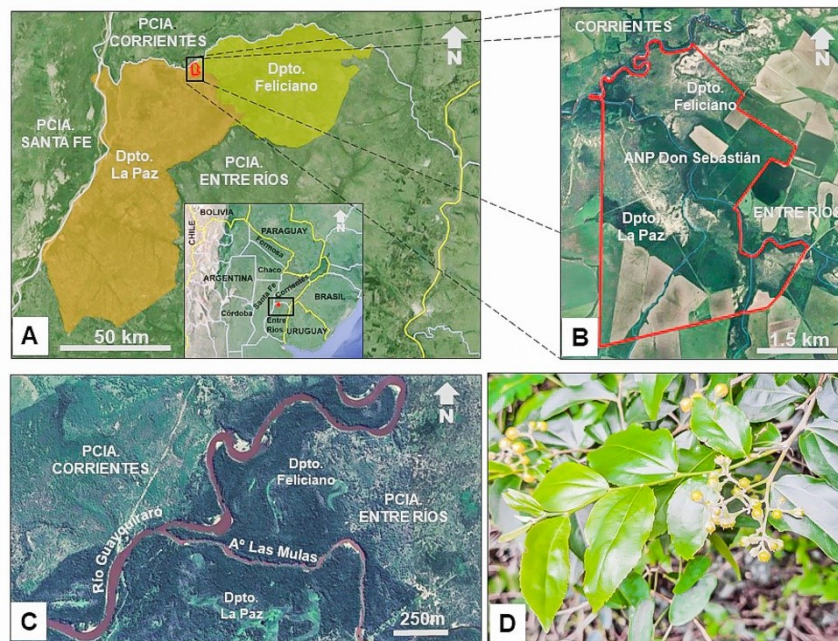 PCIA.
CORRIENTES
N
Dpto.
Feliciano
PCIA.
SANTA FE
Dpto.
La Paz
PCIA.
ENTRE RÍOS
A
50 km
BOLIVIA
N
CHILE
PARAGUAY
Formosa
Chaco
ARGENTINA
Santa Fe
Corrientes
BRASIL
Córdoba
Entre
Ríos
URUGUAY
CORRIENTES
N
Dpto.
Feliciano
ANP Don Sebastián
ENTRE RÍOS
Dpto.
La Paz
B
1.5 km
N
PCIA.
CORRIENTES
Dpto.
Feliciano
PCIA.
ENTRE RÍOS
Río Guayquiraró
Aº Las Mulas
Dpto.
La Paz
C
250m
D